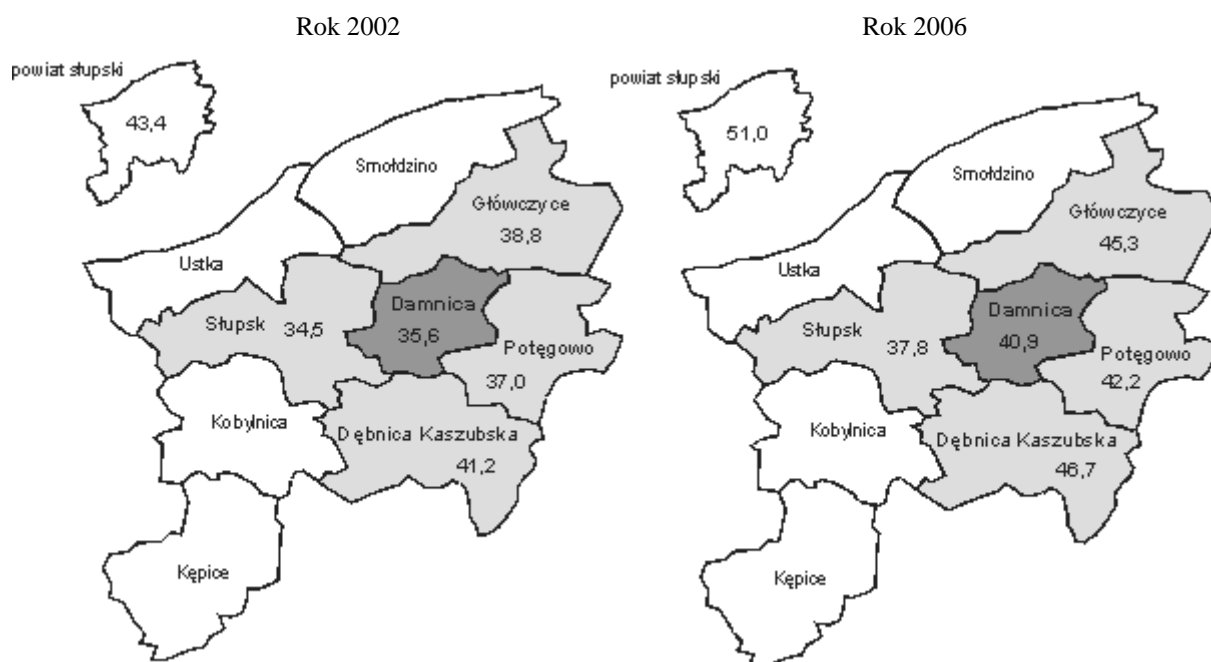 Rok 2002
powiat słupski
43,4
Smołdzino
Główczyce
38,8
Ustka
Damnica
35,6
Słupsk 34,5
Potęgowo
37,0
Kobylnica
Dębnica Kaszubska
41,2
Kępice
Rok 2006
powiat słupski
51,0
Smołdzino
Główczyce
45,3
Ustka
Damnica
40,9
Słupsk
37,8
Potęgowo
42,2
Kobylnica
Dębnica Kaszubska
46,7
Kępice